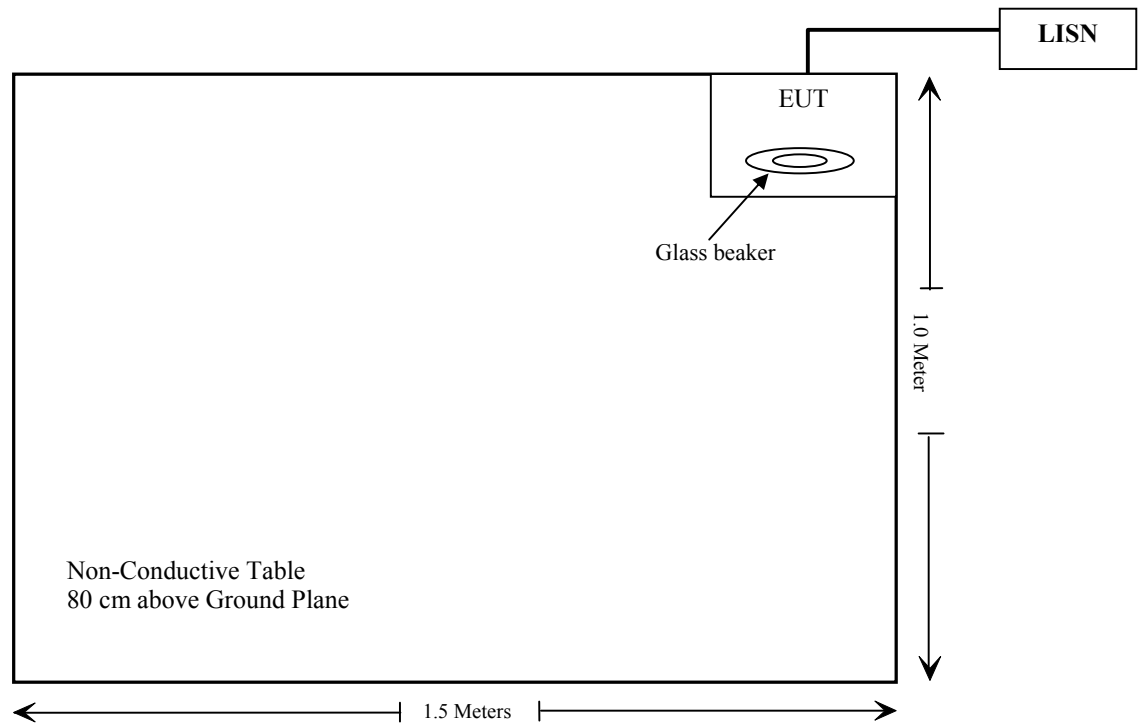 LISN
EUT
Glass beaker
1.0 Meter
Non-Conductive Table
80 cm above Ground Plane
1.5 Meters